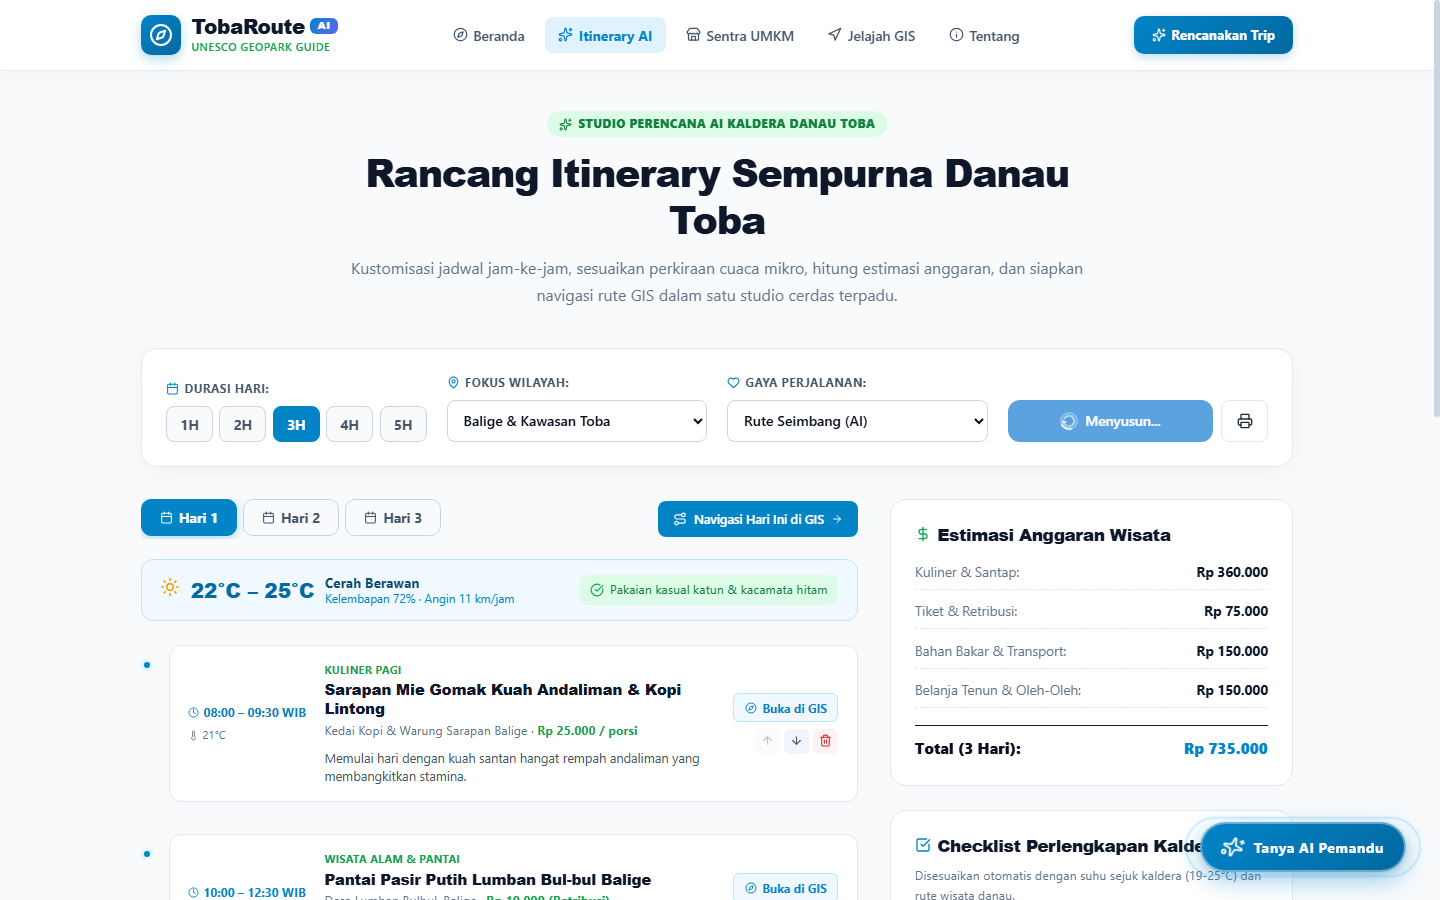 TobaRoute AI
UNESCO GEOPARK GUIDE
Beranda
Itinerary AI
Sentra UMKM
Jelajah GIS
Tentang
Rencanakan Trip
STUDIO PERENCANA AI KALDERA DANAU TOBA
Rancang Itinerary Sempurna Danau
Toba
Kustomisasi jadwal jam-ke-jam, sesuaikan perkiraan cuaca mikro, hitung estimasi anggaran, dan siapkan
navigasi rute GIS dalam satu studio cerdas terpadu.
DURASI HARI:
1H 2H 3H 4H 5H
FOKUS WILAYAH:
Balige & Kawasan Toba
GAYA PERJALANAN:
Rute Seimbang (AI)
Menyusun...
Hari 1
Hari 2
Hari 3
Navigasi Hari Ini di GIS →
22°C – 25°C
Cerah Berawan
Kelembapan 72% · Angin 11 km/jam
Pakaian kasual katun & kacamata hitam
08:00 – 09:30 WIB
21°C
KULINER PAGI
Sarapan Mie Gomak Kuah Andaliman & Kopi
Lintong
Kedai Kopi & Warung Sarapan Balige · Rp 25.000 / porsi
Memulai hari dengan kuah santan hangat rempah andaliman yang
membangkitkan stamina.
Buka di GIS
10:00 – 12:30 WIB
WISATA ALAM & PANTAI
Pantai Pasir Putih Lumban Bul-bul Balige
Desa Lumban Bulbul, Balige · Rp 10.000 (Retribusi)
Buka di GIS
Estimasi Anggaran Wisata
Kuliner & Santap: Rp 360.000
Tiket & Retribusi: Rp 75.000
Bahan Bakar & Transport: Rp 150.000
Belanja Tenun & Oleh-Oleh: Rp 150.000
Total (3 Hari): Rp 735.000
Checklist Perlengkapan
Disesuaikan otomatis dengan suhu sejuk kaldera (19-25°C) dan
rute wisata danau.
Tanya AI Pemandu